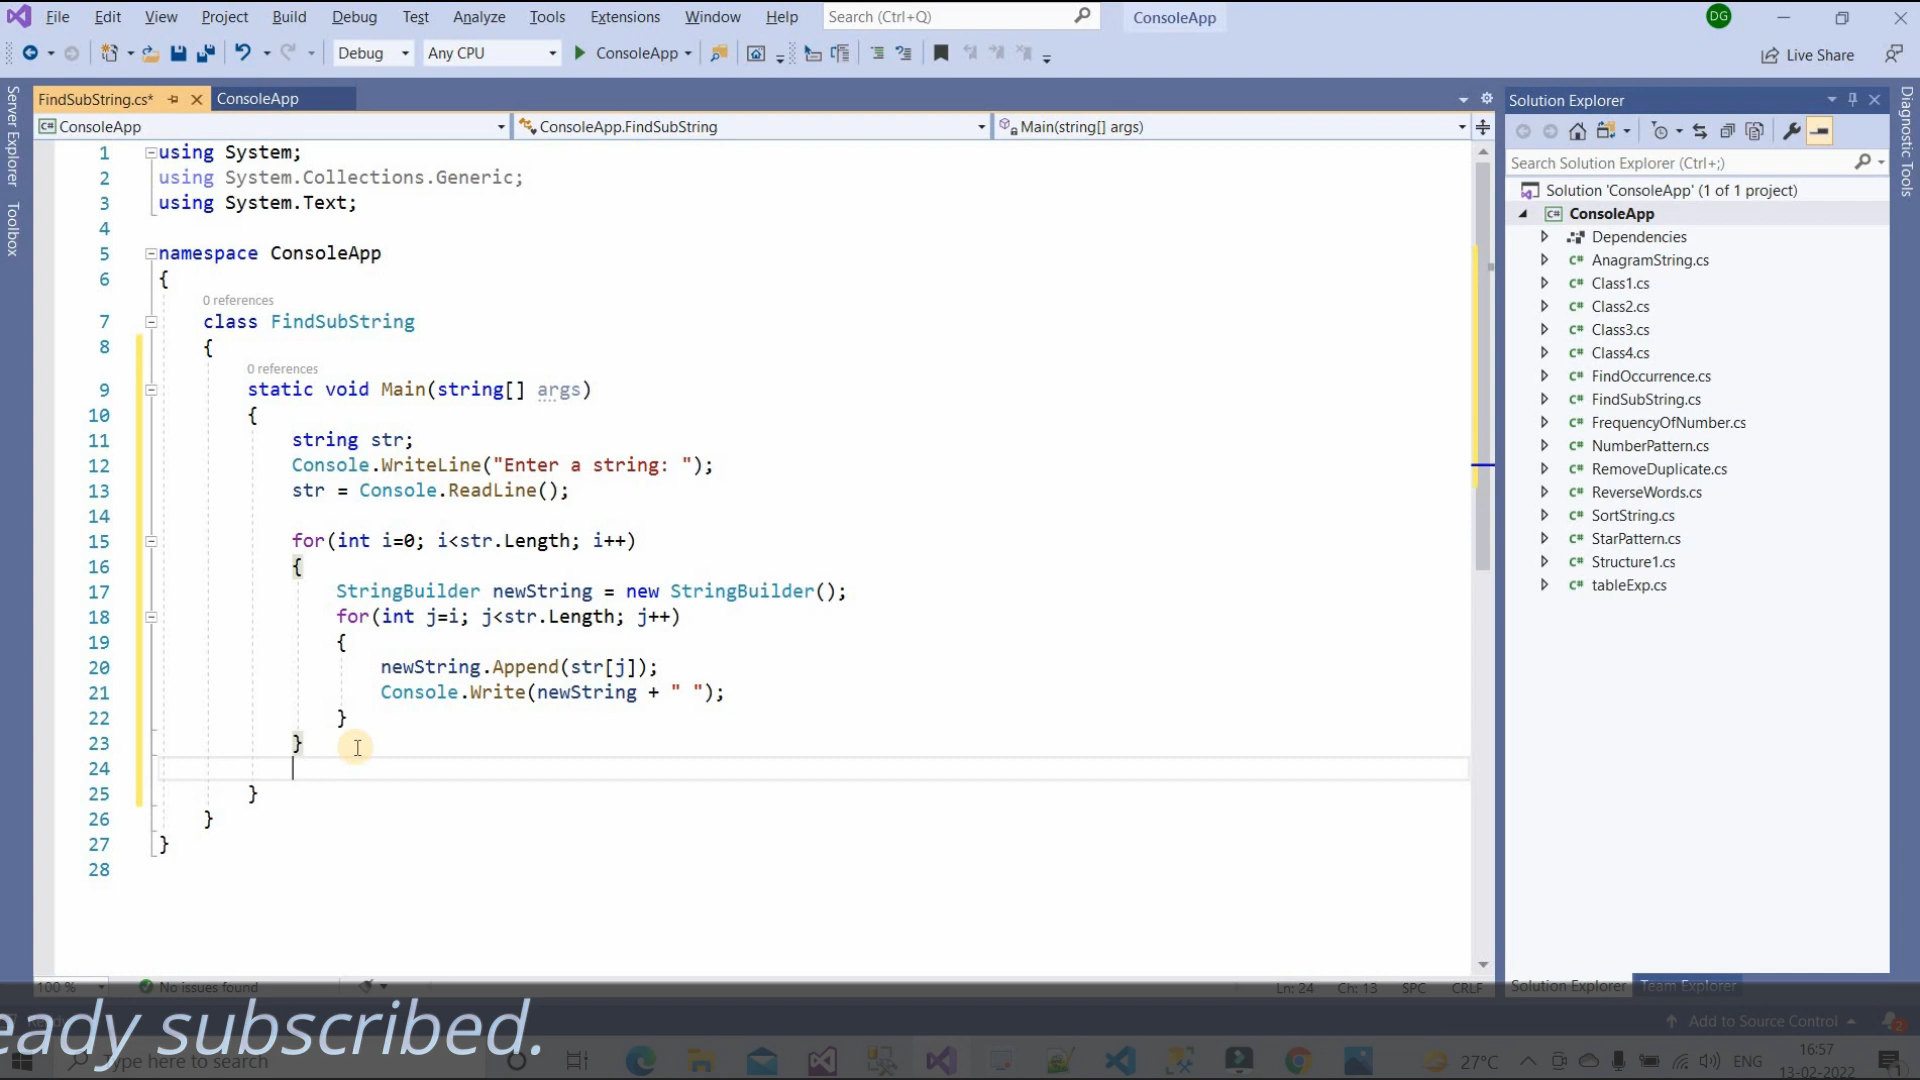 File Edit View Project Build Debug Test Analyze Tools Extensions Window Help Search (Ctrl+Q) ConsoleApp DG
Debug Any CPU ConsoleApp Live Share
Server Explorer
Toolbox
FindSubString.cs* ConsoleApp
ConsoleApp ConsoleApp.FindSubString Main(string[] args)
1 using System;
2 using System.Collections.Generic;
3 using System.Text;
4
5 namespace ConsoleApp
6 {
0 references
7 class FindSubString
8 {
0 references
9 static void Main(string[] args)
10 {
11 string str;
12 Console.WriteLine("Enter a string: ");
13 str = Console.ReadLine();
14
15 for(int i=0; i<str.Length; i++)
16 {
17 StringBuilder newString = new StringBuilder();
18 for(int j=i; j<str.Length; j++)
19 {
20 newString.Append(str[j]);
21 Console.Write(newString + " ");
22 }
23 }
24
25 }
26 }
27 }
28
Solution Explorer
Search Solution Explorer (Ctrl+;)
Solution 'ConsoleApp' (1 of 1 project)
C# ConsoleApp
Dependencies
C# AnagramString.cs
C# Class1.cs
C# Class2.cs
C# Class3.cs
C# Class4.cs
C# FindOccurrence.cs
C# FindSubString.cs
C# FrequencyOfNumber.cs
C# NumberPattern.cs
C# RemoveDuplicate.cs
C# ReverseWords.cs
C# SortString.cs
C# StarPattern.cs
C# Structure1.cs
C# tableExp.cs
Diagnostic Tools
100 % No issues found Ln: 24 Ch: 13 SPC CRLF
Solution Explorer Team Explorer
eady subscribed.
Add to Source Control 2
Type here to search
27°C ENG 16:57
13-02-2022